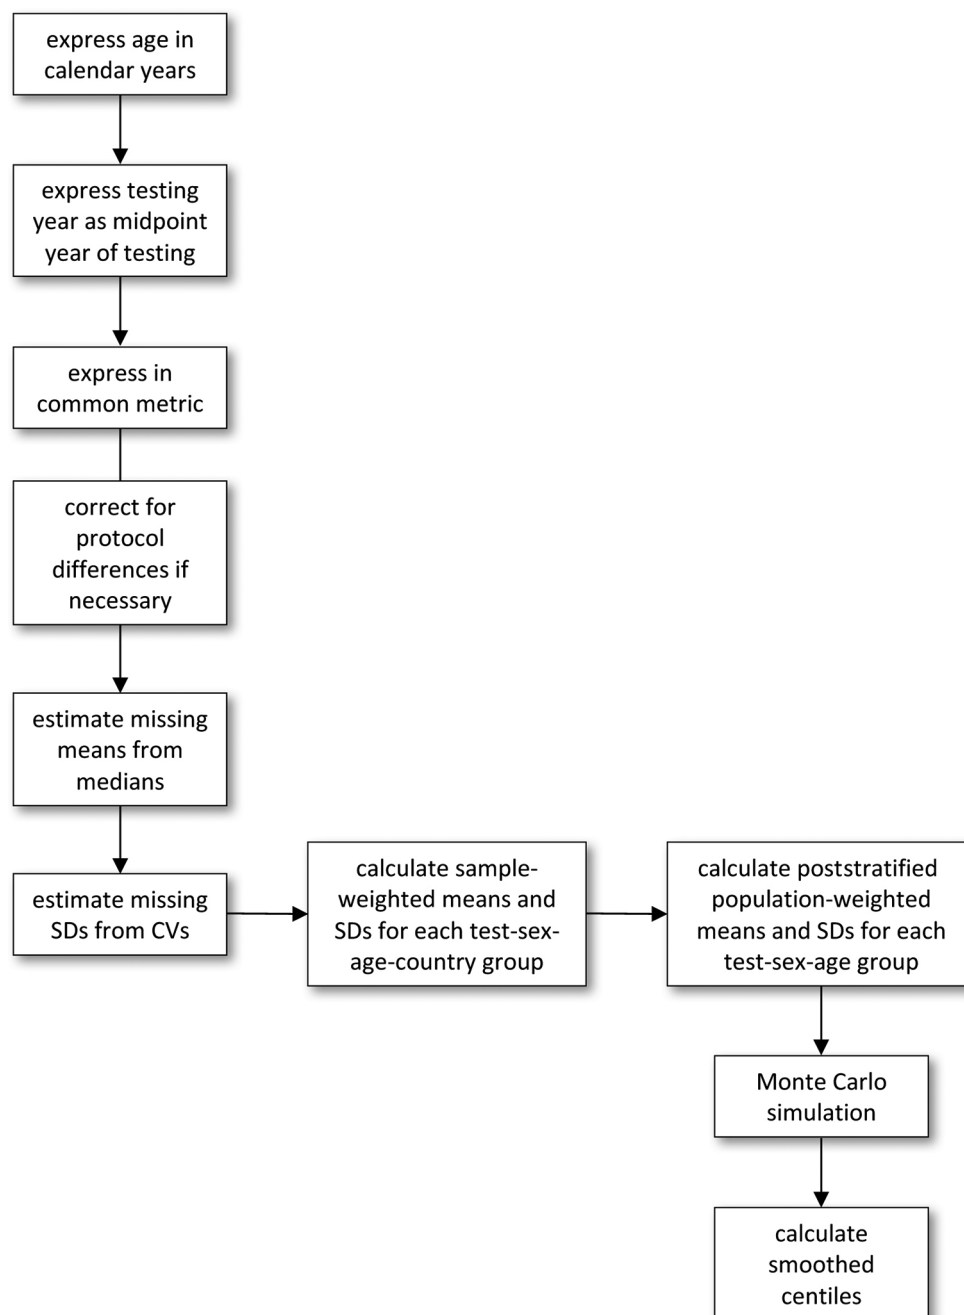 express age in
calendar years
express testing
year as midpoint
year of testing
express in
common metric
correct for
protocol
differences if
necessary
estimate missing
means from
medians
estimate missing
SDs from CVs
calculate sample-
weighted means and
SDs for each test-sex-
age-country group
calculate poststratified
population-weighted
means and SDs for each
test-sex-age group
Monte Carlo
simulation
calculate
smoothed
centiles